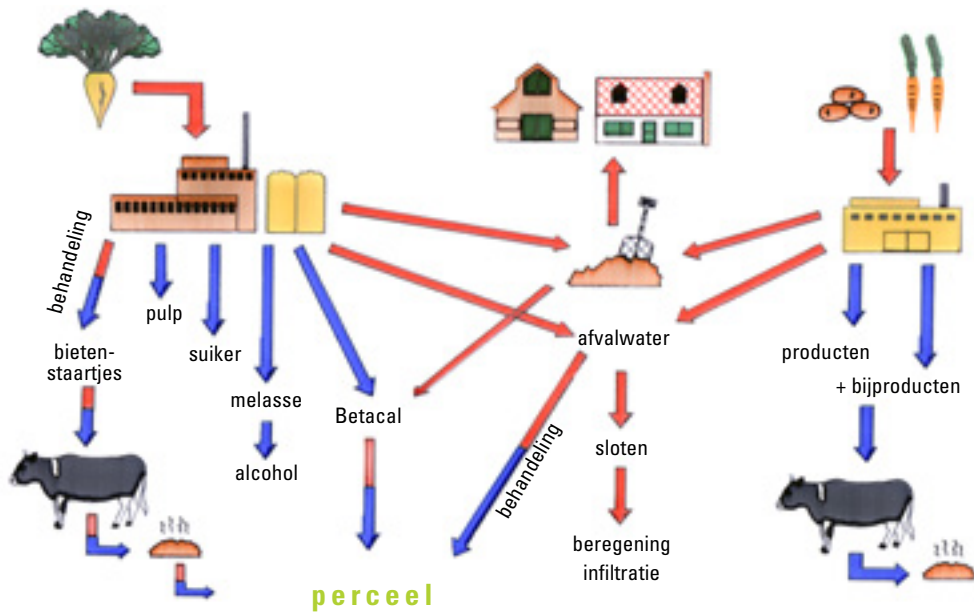 behandeling
pulp
bieten-
staartjes
suiker
melasse
alcohol
Betacal
afvalwater
behandeling
sloten
beregening
infiltratie
producten
+ bijproducten
perceel